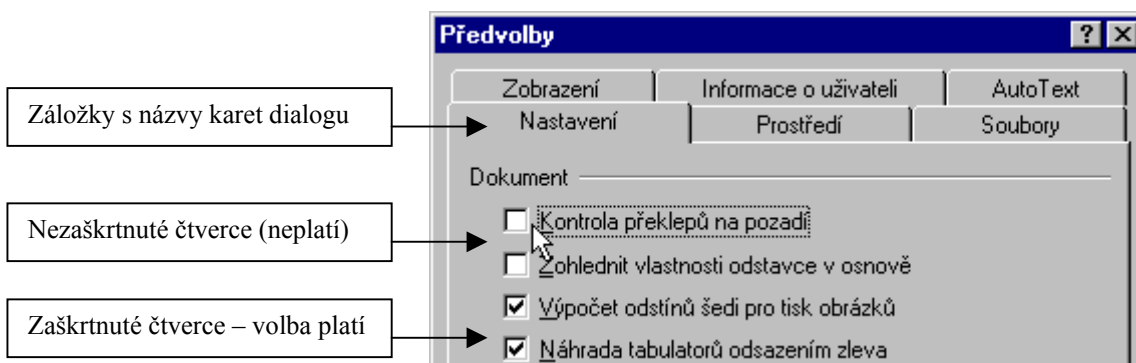 Předvolby
Zobrazení Informace o uživateli AutoText
Záložky s názvy karet dialogu
Nastavení Prostředí Soubory
Dokument
Nezaškrtnuté čtverce (neplatí)
Kontrola překlepů na pozadí
Zohlednit vlastnosti odstavce v osnově
Výpočet odstínů šedi pro tisk obrázků
Zaškrtnuté čtverce – volba platí
Náhrada tabulatorů odsazením zleva